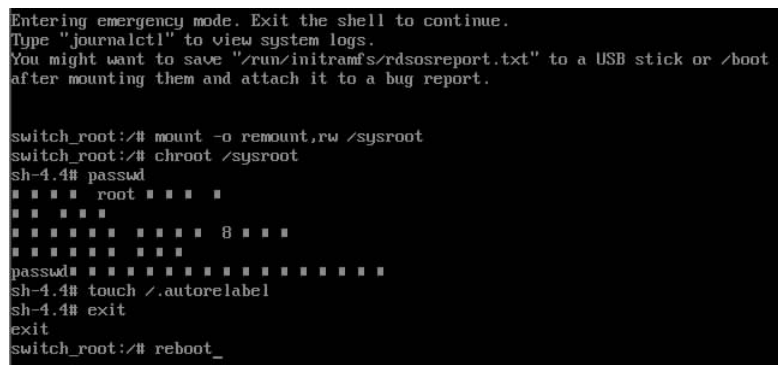 Entering emergency mode. Exit the shell to continue.
Type "journalctl" to view system logs.
You might want to save "/run/initramfs/rdsosreport.txt" to a USB stick or /boot
after mounting them and attach it to a bug report.
switch_root:/# mount -o remount,rw /sysroot
switch_root:/# chroot /sysroot
sh-4.4# passwd
■ ■ ■ ■ root ■ ■ ■ ■
■ ■ ■ ■ ■
■ ■ ■ ■ ■ ■ ■ ■ ■ ■ 8 ■ ■ ■
■ ■ ■ ■ ■ ■ ■ ■ ■
passwd■ ■ ■ ■ ■ ■ ■ ■ ■ ■ ■ ■ ■ ■ ■ ■
sh-4.4# touch /.autorelabel
sh-4.4# exit
exit
switch_root:/# reboot_